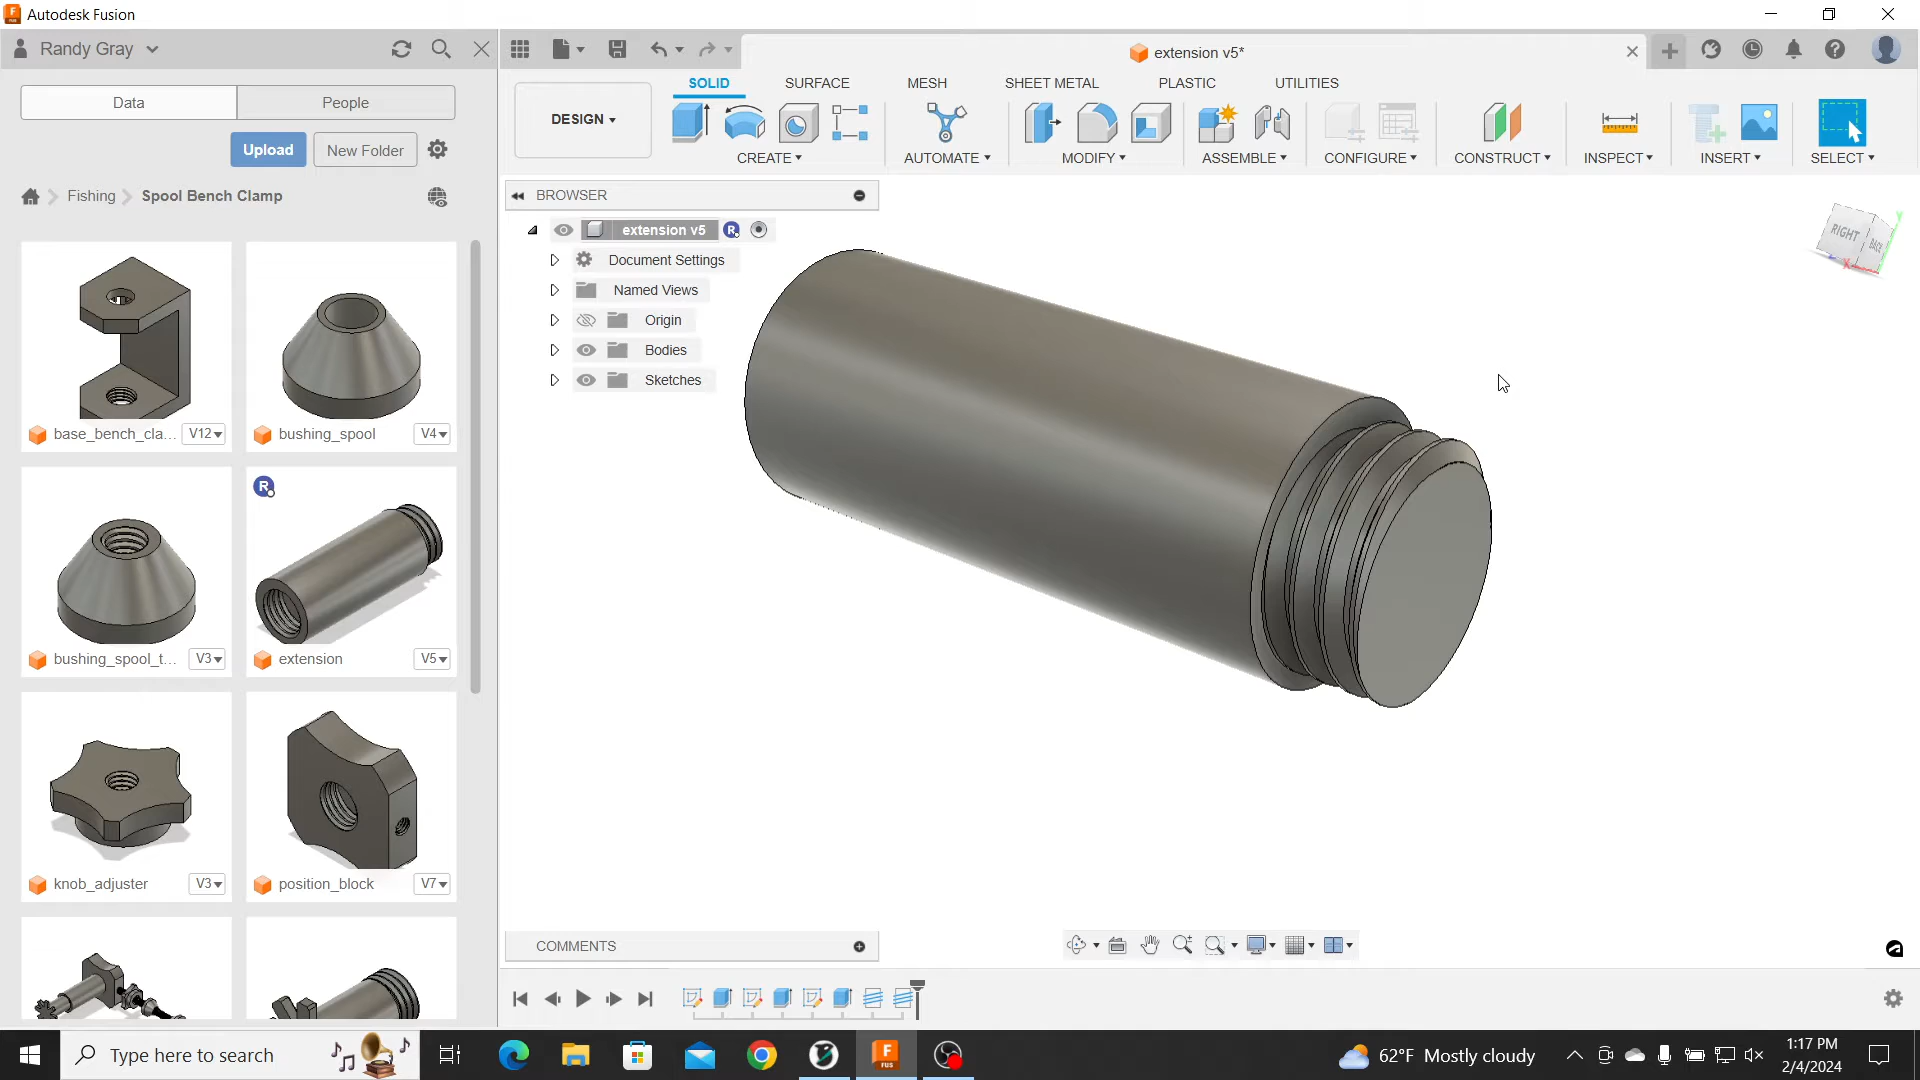 Autodesk Fusion
Randy Gray
extension v5*
Data
People
Upload
New Folder
Fishing
Spool Bench Clamp
DESIGN
SOLID
SURFACE
MESH
SHEET METAL
PLASTIC
UTILITIES
CREATE
AUTOMATE
MODIFY
ASSEMBLE
CONFIGURE
CONSTRUCT
INSPECT
INSERT
SELECT
BROWSER
extension v5
R
Document Settings
Named Views
Origin
Bodies
Sketches
RIGHT
BACK
Y
X
base_bench_cla...
V12
bushing_spool
V4
R
bushing_spool_t...
V3
extension
V5
knob_adjuster
V3
position_block
V7
COMMENTS
Type here to search
FUS
62°F Mostly cloudy
1:17 PM
2/4/2024